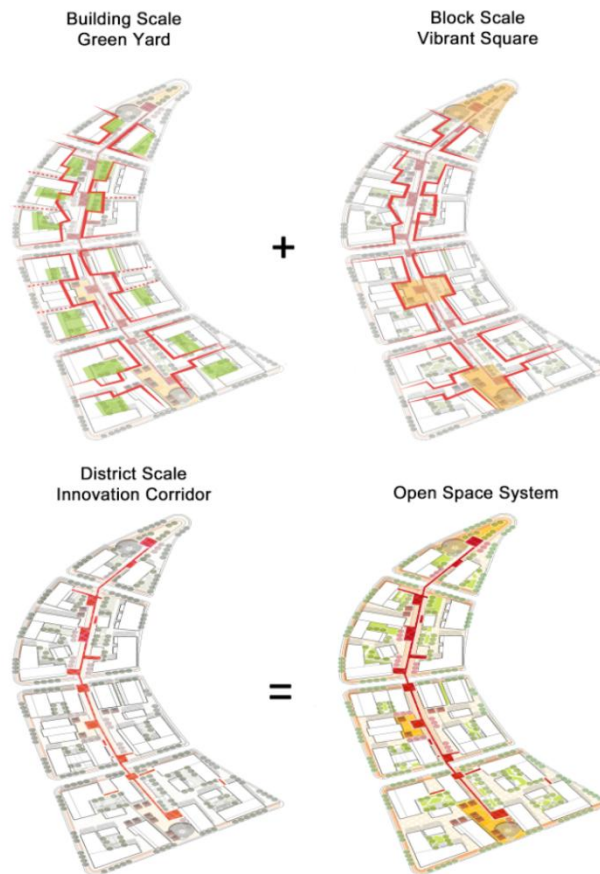 Building Scale
Green Yard
Block Scale
Vibrant Square
+
District Scale
Innovation Corridor
Open Space System
=